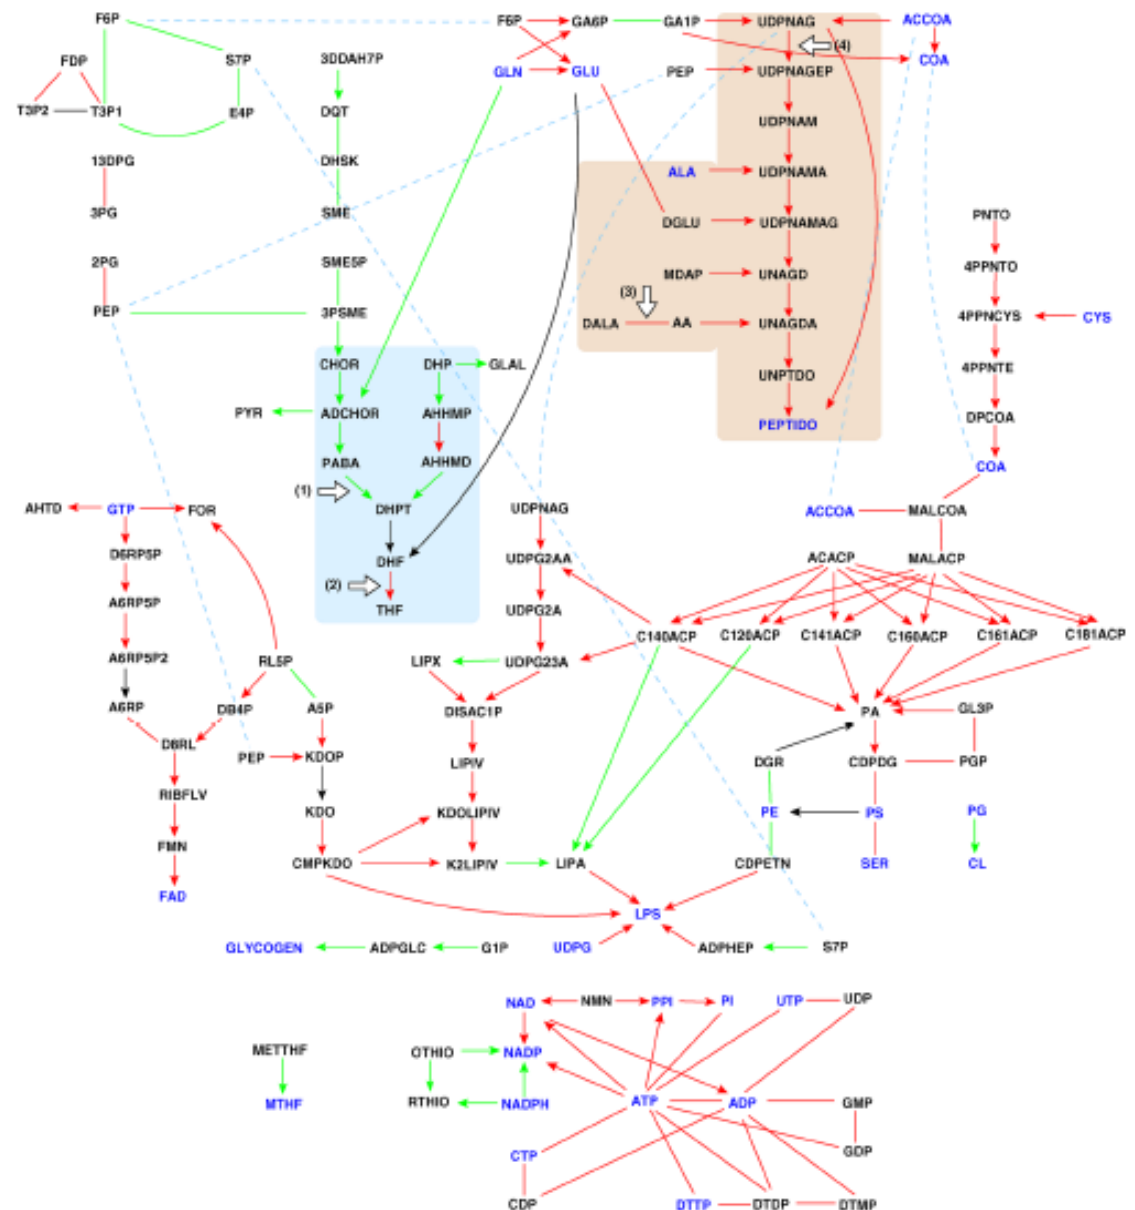 F6P F6P GA6P GA1P UDPNAG ACCOA
FDP S7P 3DDAH7P GLN GLU PEP UDPNAGEP (4) COA
T3P2 T3P1 E4P DQT UDPNAM
13DPG DHSK ALA UDPNAMA
3PG SME DGLU UDPNAMAG PNTO
2PG SME5P MDAP UNAGD 4PPNTO
(3)
PEP 3PSME DALA AA UNAGDA 4PPNCYS CYS
CHOR DHP GLAL UNPTDO 4PPNTE
PYR ADCHOR AHHMP PEPTIDO DPCOA
PABA AHHMD COA
(1)
AHTD GTP FOR DHPT UDPNAG ACCOA MALCOA
D6RP5P DHF UDPG2AA ACACP MALACP
(2)
A6RP5P THF UDPG2A
C140ACP C120ACP C141ACP C160ACP C161ACP C181ACP
A6RP5P2 RL5P LIPX UDPG23A
A6RP DB4P A5P DISAC1P PA GL3P
D8RL PEP KDOP LIPIV DGR CDPDG PGP
RIBFLV KDO KDOLIPIV PE PS PG
FMN CMPKDO K2LIPIV LIPA CDPETN SER CL
FAD LPS
GLYCOGEN ADPGLC G1P UDPG ADPHEP S7P
NAD NMN PPI PI UTP UDP
METTHF OTHIO NADP
MTHF RTHIO NADPH ATP ADP GMP
CTP GDP
CDP DTTP DTDP DTMP